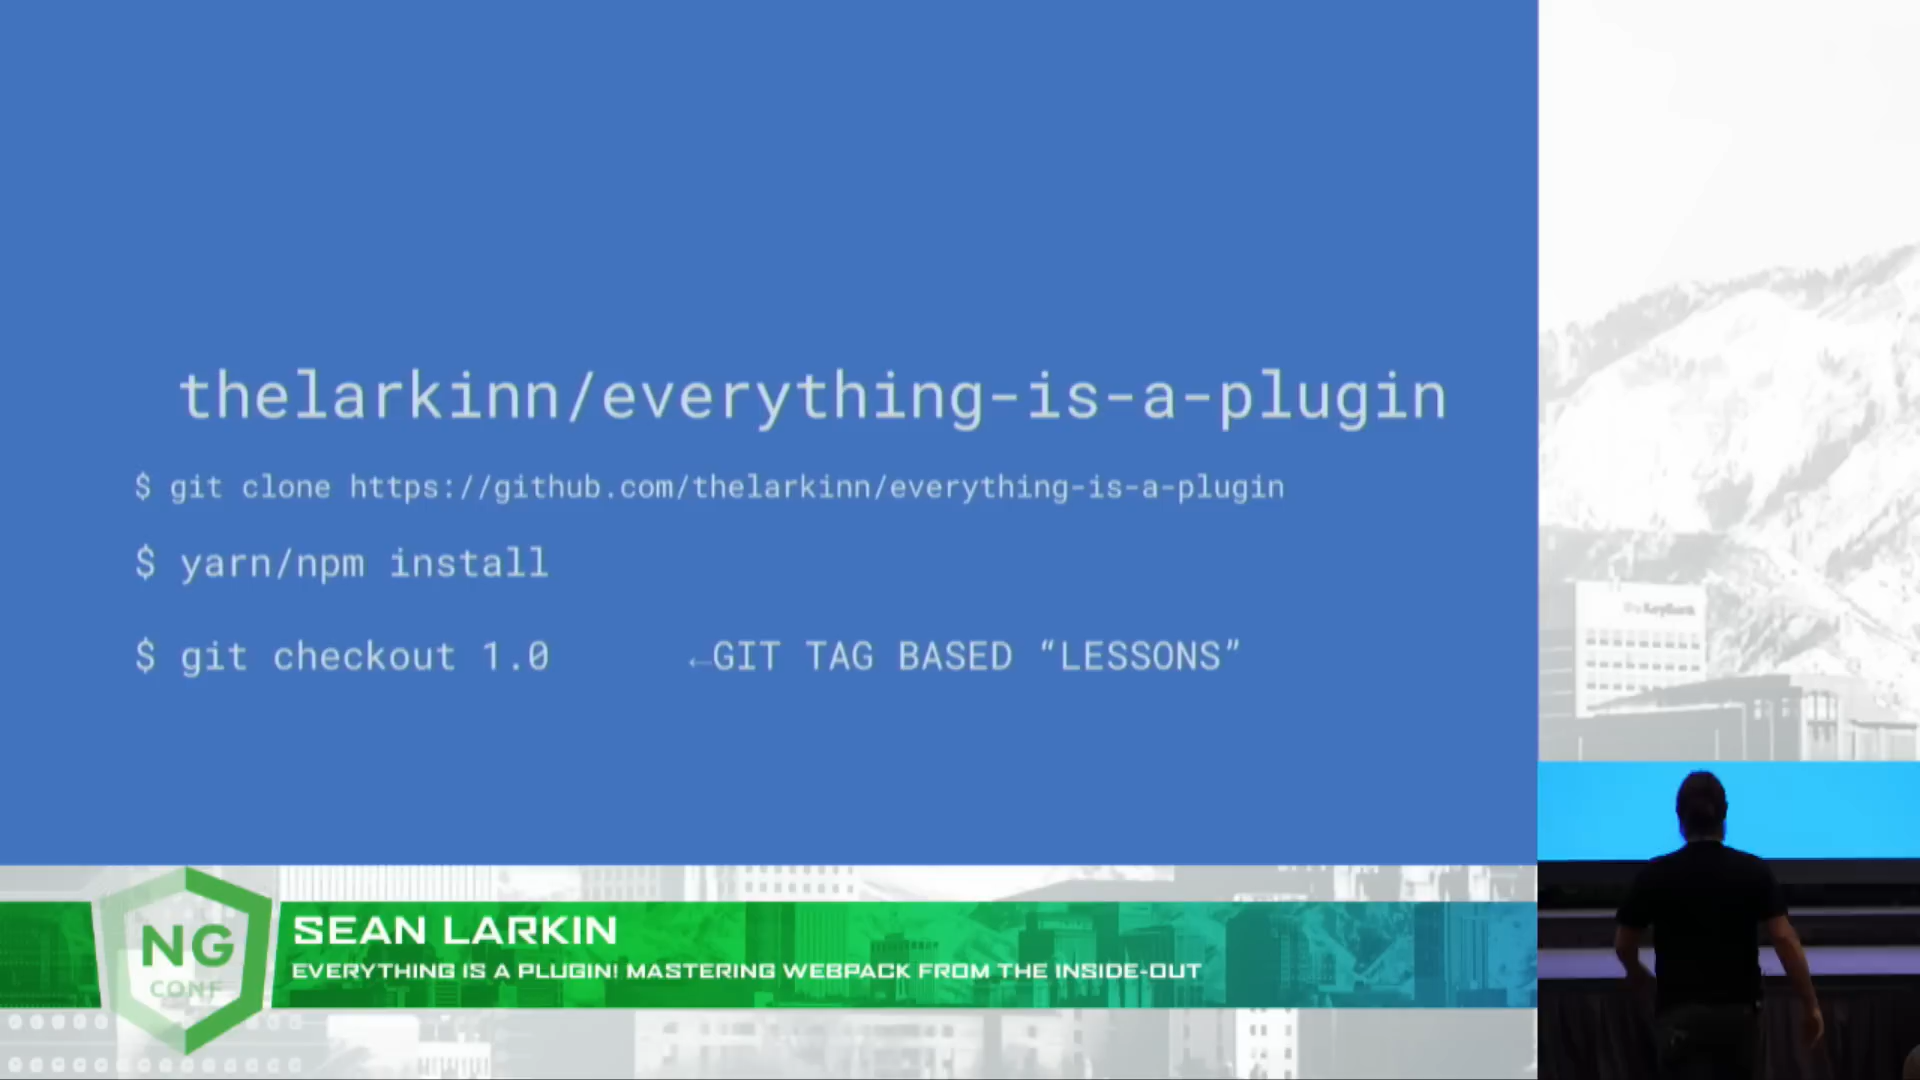 thelarkinn/everything-is-a-plugin
$ git clone https://github.com/thelarkinn/everything-is-a-plugin
$ yarn/npm install
$ git checkout 1.0 ←GIT TAG BASED “LESSONS”
KeyBank
NG
CONF
SEAN LARKIN
EVERYTHING IS A PLUGIN! MASTERING WEBPACK FROM THE INSIDE-OUT